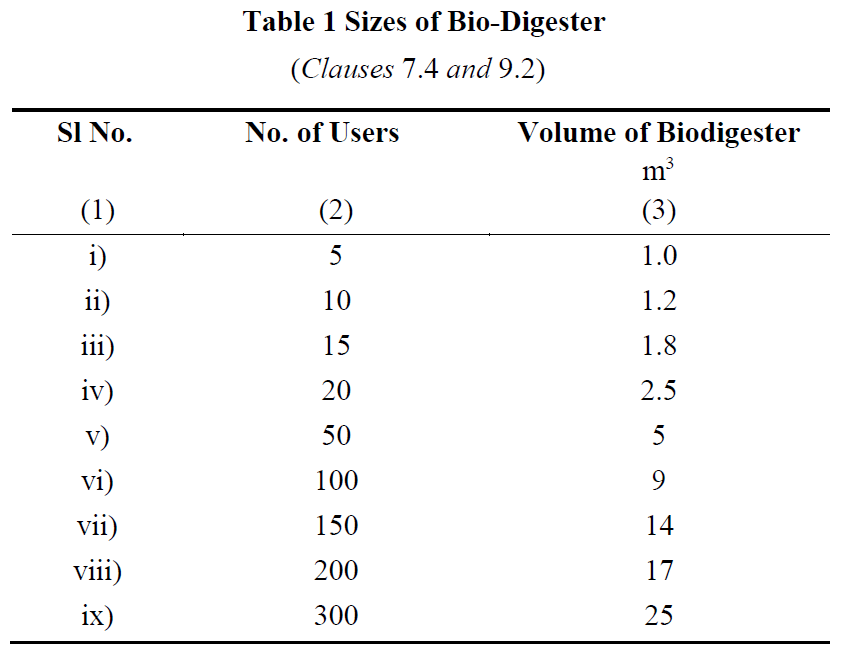 Table 1 Sizes of Bio-Digester
(Clauses 7.4 and 9.2)
Sl No. No. of Users Volume of Biodigester
m³
(1) (2) (3)
i) 5 1.0
ii) 10 1.2
iii) 15 1.8
iv) 20 2.5
v) 50 5
vi) 100 9
vii) 150 14
viii) 200 17
ix) 300 25